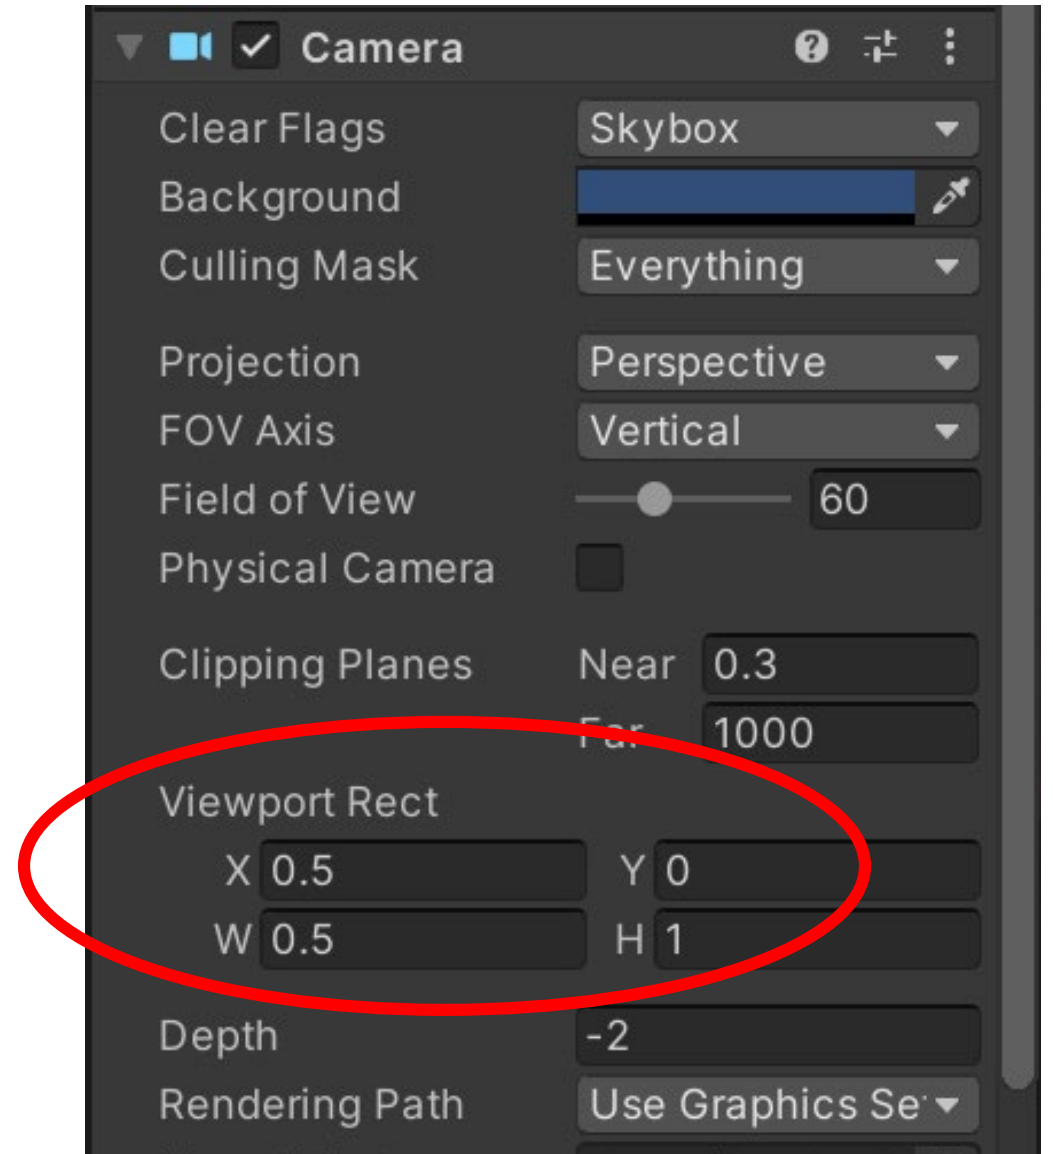 Camera
Clear Flags Skybox
Background
Culling Mask Everything
Projection Perspective
FOV Axis Vertical
Field of View 60
Physical Camera
Clipping Planes Near 0.3
Far 1000
Viewport Rect
X 0.5 Y 0
W 0.5 H 1
Depth -2
Rendering Path Use Graphics Se